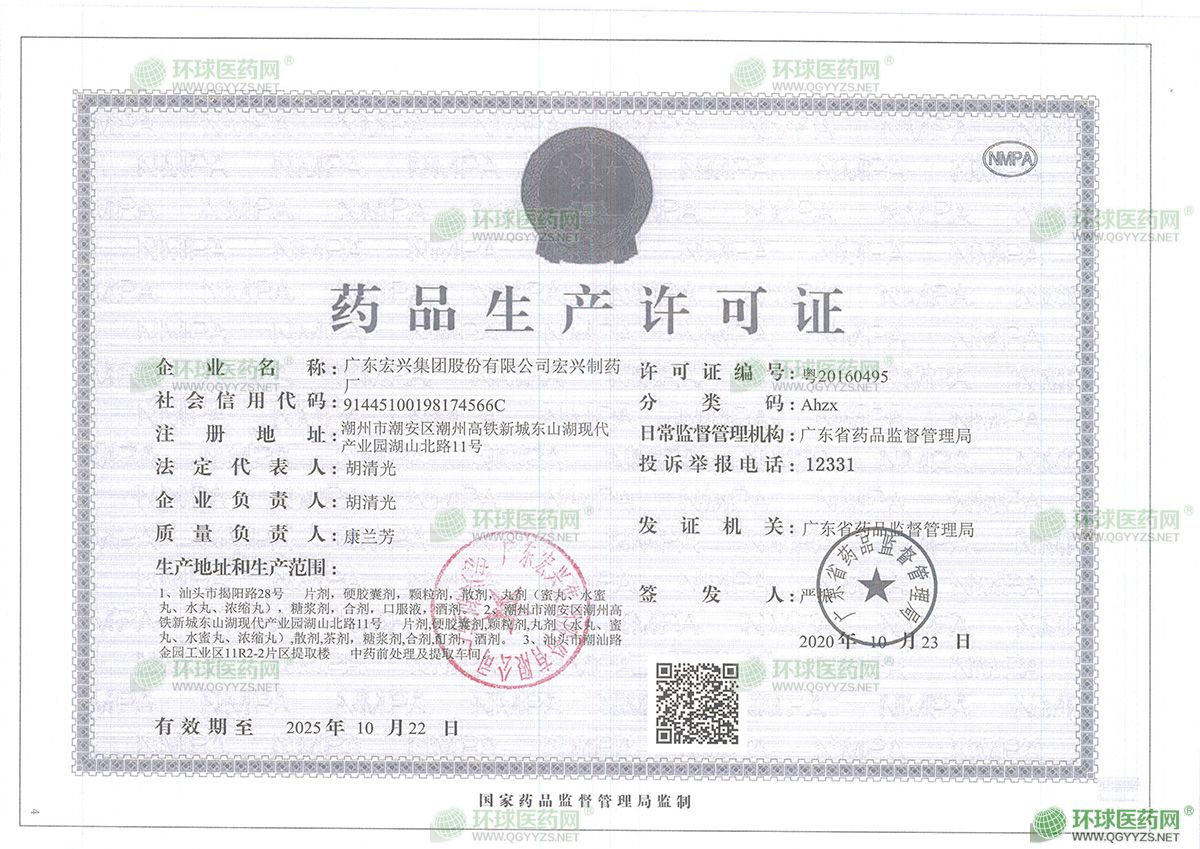 NMPA
药品生产许可证
企业名称：广东宏兴集团股份有限公司宏兴制药
厂
社会信用代码：91445100198174566C
注册地址：潮州市潮安区潮州高铁新城东山湖现代
产业园湖山北路11号
法定代表人：胡清光
企业负责人：胡清光
质量负责人：康兰芳
生产地址和生产范围：
1、汕头市揭阳路28号 片剂，硬胶囊剂，颗粒剂，散剂，丸剂（蜜丸、水蜜
丸、水丸、浓缩丸），糖浆剂，合剂，口服液，酒剂。 2、潮州市潮安区潮州高
铁新城东山湖现代产业园湖山北路11号 片剂,硬胶囊剂,颗粒剂,丸剂（水丸、蜜
丸、水蜜丸、浓缩丸）,散剂,茶剂，糖浆剂,合剂,酊剂，酒剂。 3、汕头市潮汕路
金园工业区11R2-2片区提取楼 中药前处理及提取车间
有效期至 2025年 10 月22 日
许可证编号：粤20160495
分类码：Ahzx
日常监督管理机构：广东省药品监督管理局
投诉举报电话：12331
发证机关：广东省药品监督管理局
签发人：严
广东省药品监督管理局
2020年 10 月23 日
国家药品监督管理局监制
4
环球医药网®
WWW.QGYYZS.NET